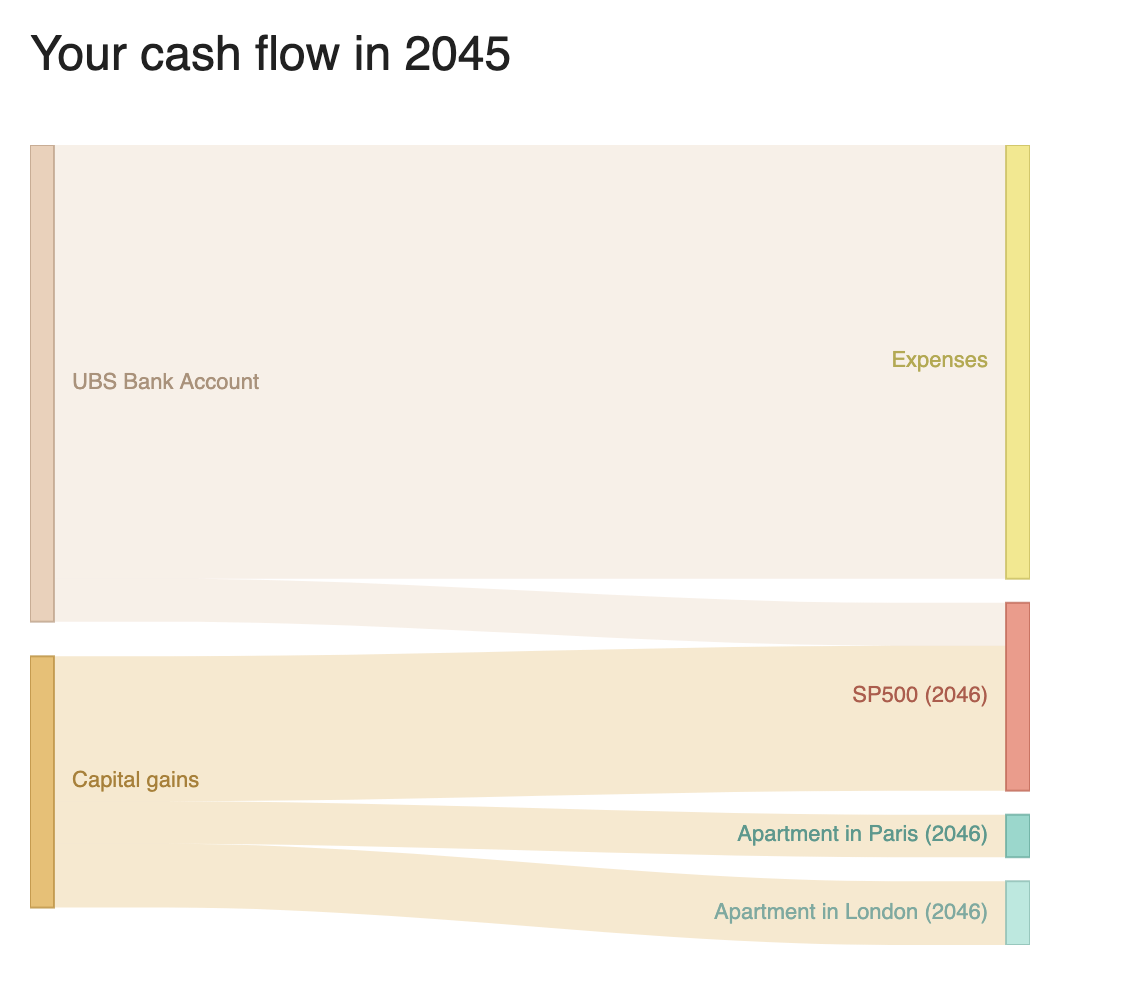 Your cash flow in 2045
Expenses
UBS Bank Account
SP500 (2046)
Capital gains
Apartment in Paris (2046)
Apartment in London (2046)